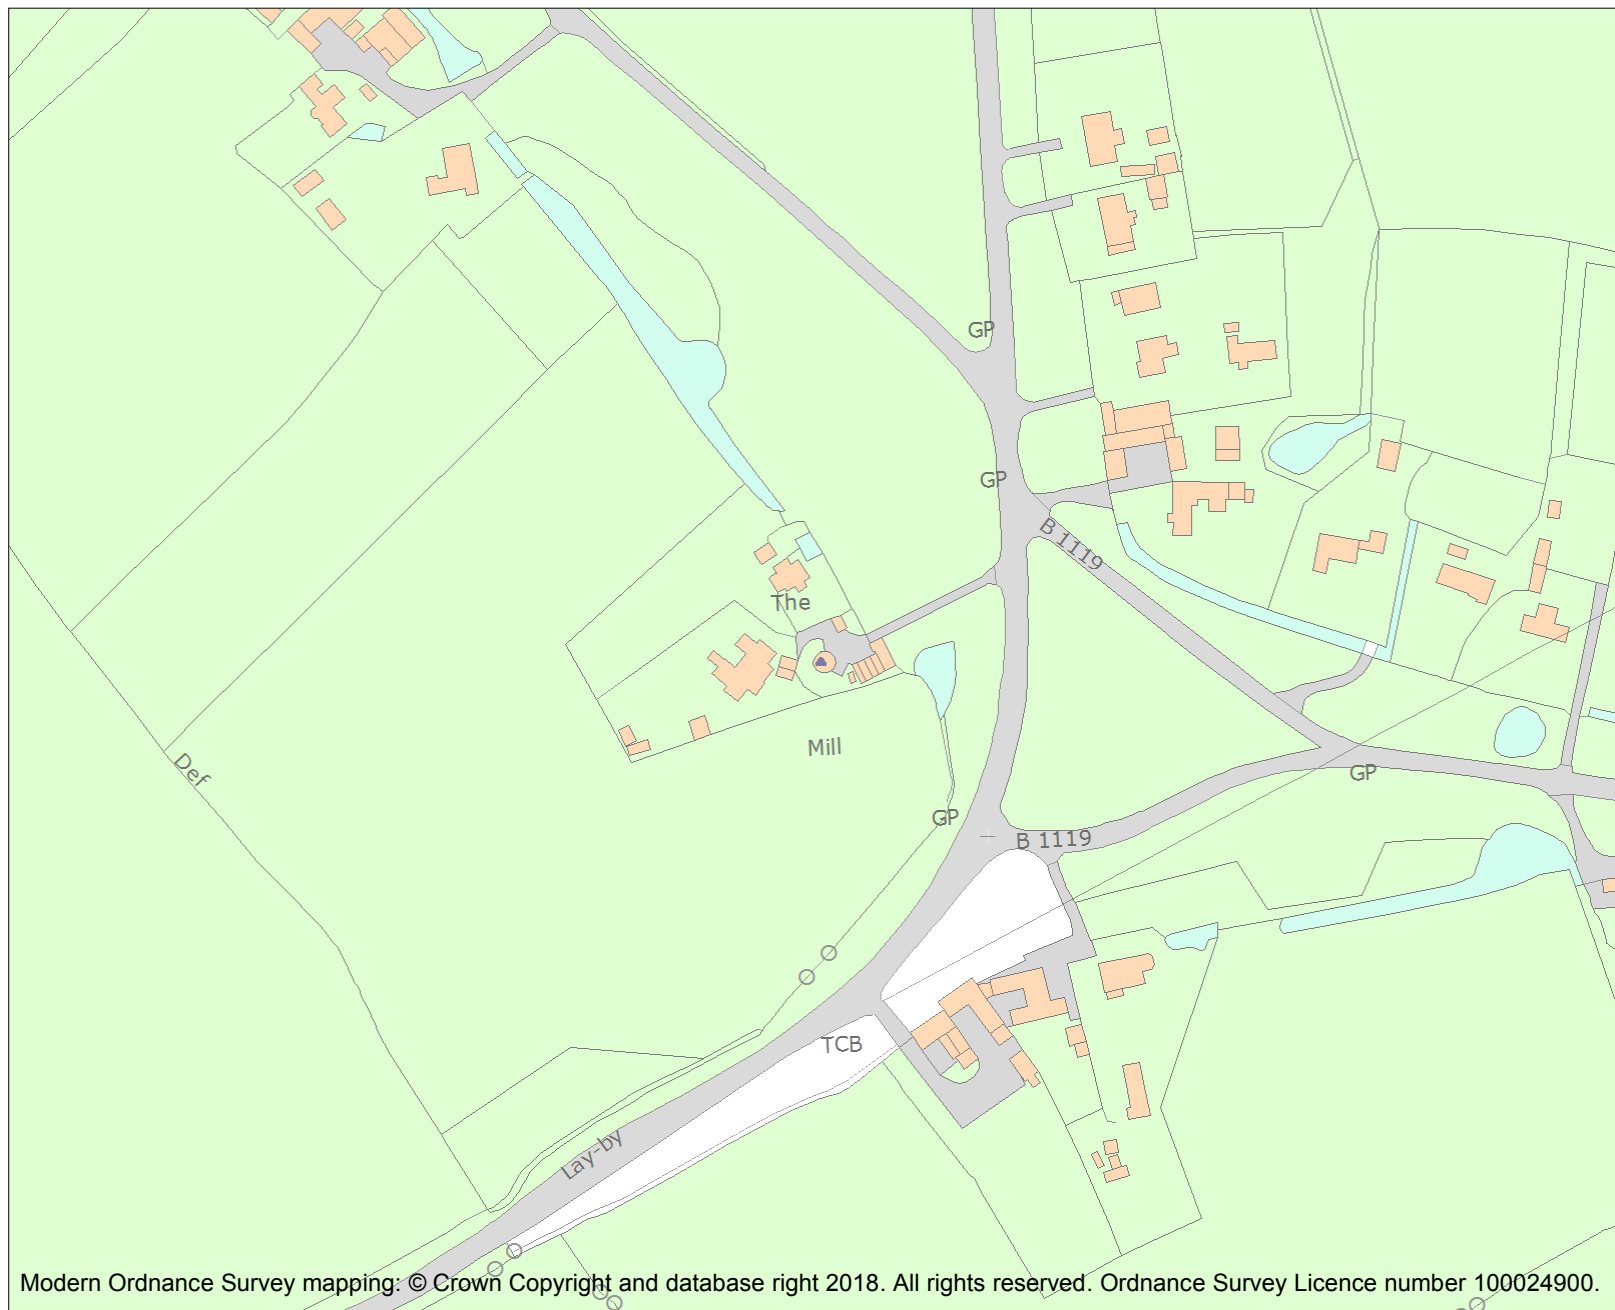 GP
GP
B 1119
The
Mill
Def
GP
GP
B 1119
TCB
Lay-by
Modern Ordnance Survey mapping: © Crown Copyright and database right 2018. All rights reserved. Ordnance Survey Licence number 100024900.